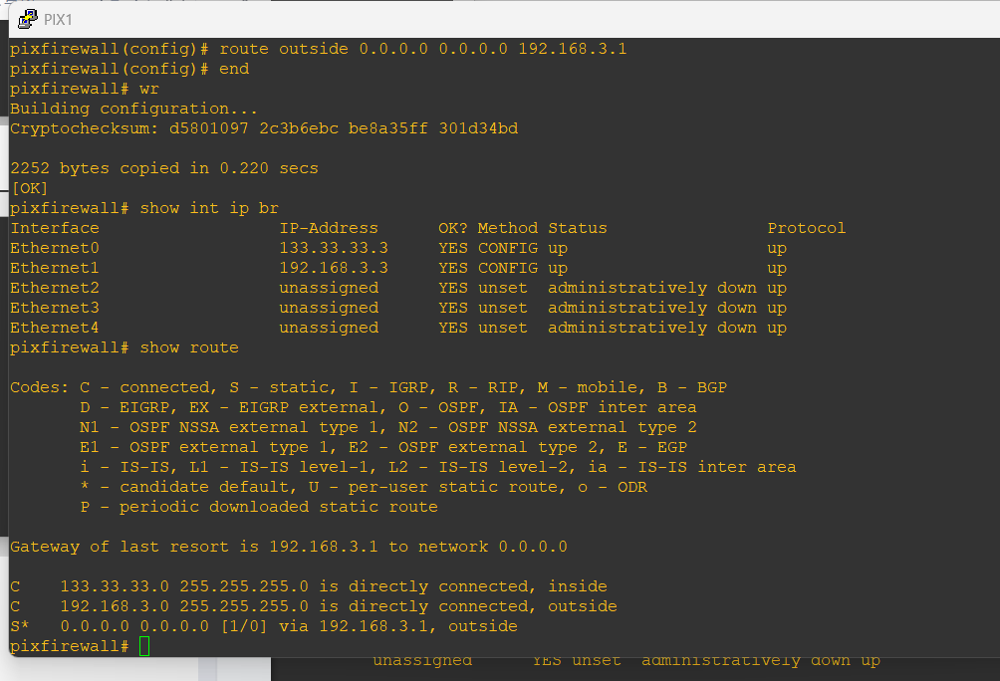 PIX1
pixfirewall(config)# route outside 0.0.0.0 0.0.0.0 192.168.3.1
pixfirewall(config)# end
pixfirewall# wr
Building configuration...
Cryptochecksum: d5801097 2c3b6ebc be8a35ff 301d34bd
2252 bytes copied in 0.220 secs
[OK]
pixfirewall# show int ip br
Interface                  IP-Address      OK? Method Status                Protocol
Ethernet0                  133.33.33.3     YES CONFIG up                    up
Ethernet1                  192.168.3.3     YES CONFIG up                    up
Ethernet2                  unassigned      YES unset  administratively down up
Ethernet3                  unassigned      YES unset  administratively down up
Ethernet4                  unassigned      YES unset  administratively down up
pixfirewall# show route
Codes: C - connected, S - static, I - IGRP, R - RIP, M - mobile, B - BGP
       D - EIGRP, EX - EIGRP external, O - OSPF, IA - OSPF inter area
       N1 - OSPF NSSA external type 1, N2 - OSPF NSSA external type 2
       E1 - OSPF external type 1, E2 - OSPF external type 2, E - EGP
       i - IS-IS, L1 - IS-IS level-1, L2 - IS-IS level-2, ia - IS-IS inter area
       * - candidate default, U - per-user static route, o - ODR
       P - periodic downloaded static route
Gateway of last resort is 192.168.3.1 to network 0.0.0.0
C    133.33.33.0 255.255.255.0 is directly connected, inside
C    192.168.3.0 255.255.255.0 is directly connected, outside
S*   0.0.0.0 0.0.0.0 [1/0] via 192.168.3.1, outside
pixfirewall#
unassigned      YES unset  administratively down up